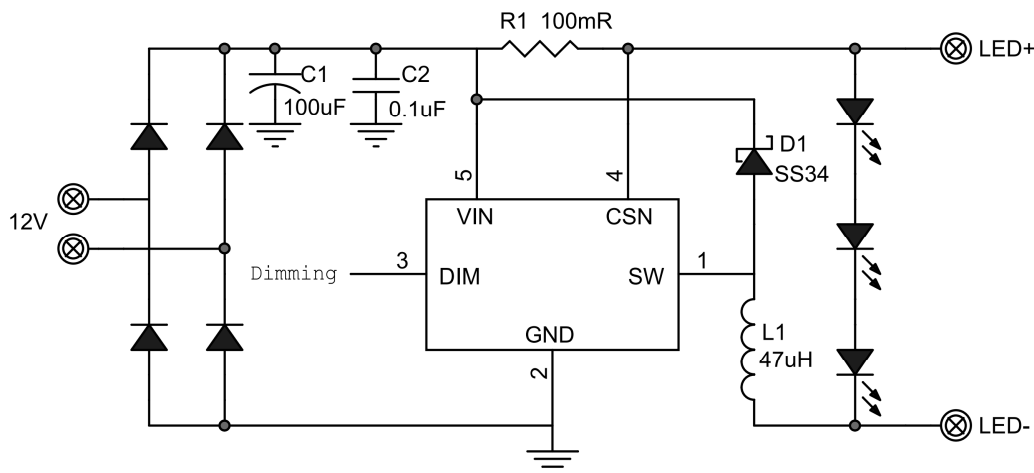 R1 100mR
LED+
C1
100uF
C2
0.1uF
D1
SS34
5
4
VIN
CSN
12V
Dimming
3
DIM
SW
1
GND
2
L1
47uH
LED-